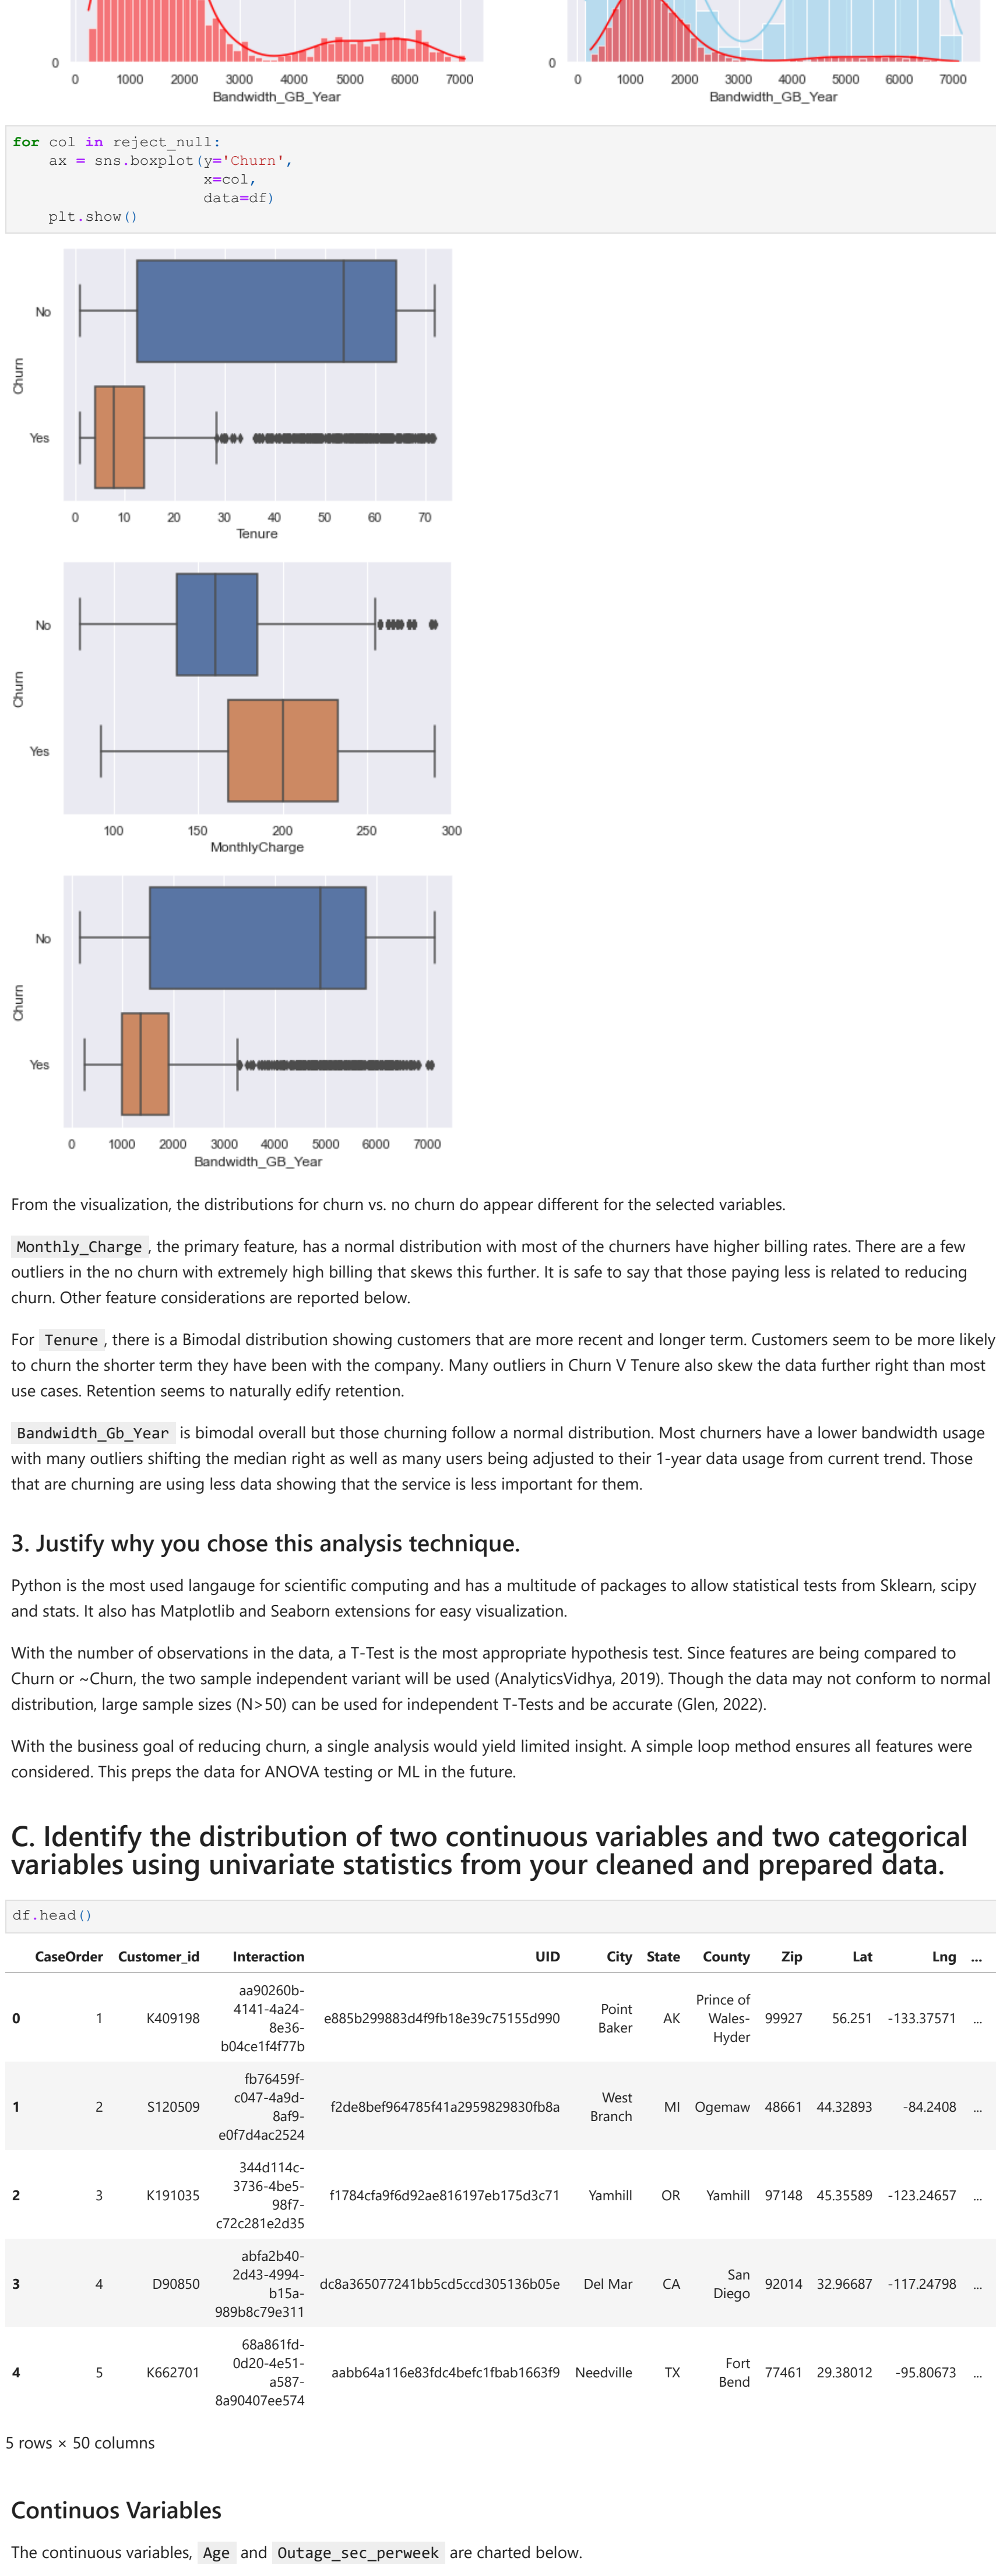 0
0 1000 2000 3000 4000 5000 6000 7000
Bandwidth_GB_Year
0
0 1000 2000 3000 4000 5000 6000 7000
Bandwidth_GB_Year
for col in reject_null:
    ax = sns.boxplot(y='Churn',
                     x=col,
                     data=df)
    plt.show()
No
Churn
Yes
0 10 20 30 40 50 60 70
Tenure
No
Churn
Yes
100 150 200 250 300
MonthlyCharge
No
Churn
Yes
0 1000 2000 3000 4000 5000 6000 7000
Bandwidth_GB_Year
From the visualization, the distributions for churn vs. no churn do appear different for the selected variables.
Monthly_Charge , the primary feature, has a normal distribution with most of the churners have higher billing rates. There are a few
outliers in the no churn with extremely high billing that skews this further. It is safe to say that those paying less is related to reducing
churn. Other feature considerations are reported below.
For Tenure , there is a Bimodal distribution showing customers that are more recent and longer term. Customers seem to be more likely
to churn the shorter term they have been with the company. Many outliers in Churn V Tenure also skew the data further right than most
use cases. Retention seems to naturally edify retention.
Bandwidth_Gb_Year is bimodal overall but those churning follow a normal distribution. Most churners have a lower bandwidth usage
with many outliers shifting the median right as well as many users being adjusted to their 1-year data usage from current trend. Those
that are churning are using less data showing that the service is less important for them.
3. Justify why you chose this analysis technique.
Python is the most used langauge for scientific computing and has a multitude of packages to allow statistical tests from Sklearn, scipy
and stats. It also has Matplotlib and Seaborn extensions for easy visualization.
With the number of observations in the data, a T-Test is the most appropriate hypothesis test. Since features are being compared to
Churn or ~Churn, the two sample independent variant will be used (AnalyticsVidhya, 2019). Though the data may not conform to normal
distribution, large sample sizes (N>50) can be used for independent T-Tests and be accurate (Glen, 2022).
With the business goal of reducing churn, a single analysis would yield limited insight. A simple loop method ensures all features were
considered. This preps the data for ANOVA testing or ML in the future.
C. Identify the distribution of two continuous variables and two categorical
variables using univariate statistics from your cleaned and prepared data.
df.head()
CaseOrder Customer_id Interaction UID City State County Zip Lat Lng ...
aa90260b-
4141-4a24-
8e36-
b04ce1f4f77b
0 1 K409198 e885b299883d4f9fb18e39c75155d990 Point Baker AK Prince of Wales-Hyder 99927 56.251 -133.37571 ...
fb76459f-
c047-4a9d-
8af9-
e0f7d4ac2524
1 2 S120509 f2de8bef964785f41a2959829830fb8a West Branch MI Ogemaw 48661 44.32893 -84.2408 ...
344d114c-
3736-4be5-
98f7-
c72c281e2d35
2 3 K191035 f1784cfa9f6d92ae816197eb175d3c71 Yamhill OR Yamhill 97148 45.35589 -123.24657 ...
abfa2b40-
2d43-4994-
b15a-
989b8c79e311
3 4 D90850 dc8a365077241bb5cd5ccd305136b05e Del Mar CA San Diego 92014 32.96687 -117.24798 ...
68a861fd-
0d20-4e51-
a587-
8a90407ee574
4 5 K662701 aabb64a116e83fdc4befc1fbab1663f9 Needville TX Fort Bend 77461 29.38012 -95.80673 ...
5 rows × 50 columns
Continuos Variables
The continuous variables, Age and Outage_sec_perweek are charted below.